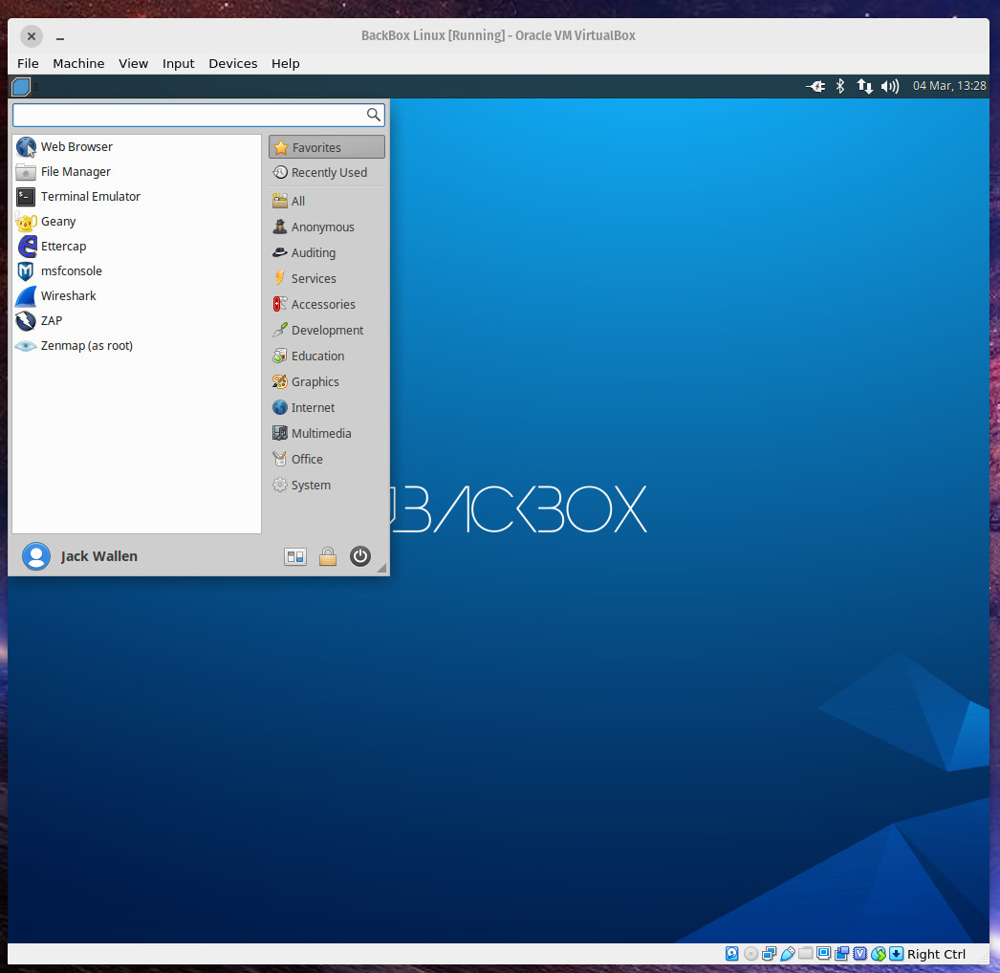 BackBox Linux [Running] - Oracle VM VirtualBox
File Machine View Input Devices Help
04 Mar, 13:28
Web Browser
File Manager
Terminal Emulator
Geany
Ettercap
msfconsole
Wireshark
ZAP
Zenmap (as root)
Favorites
Recently Used
All
Anonymous
Auditing
Services
Accessories
Development
Education
Graphics
Internet
Multimedia
Office
System
BACKBOX
Jack Wallen
Right Ctrl